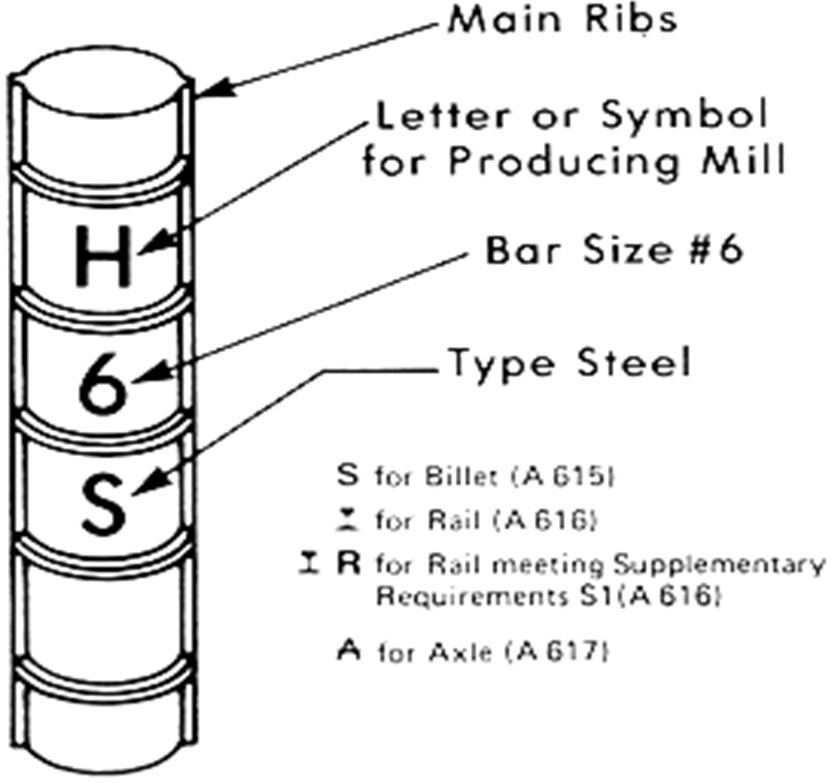 Main Ribs
Letter or Symbol
for Producing Mill
H
Bar Size #6
6
Type Steel
S
S for Billet (A 615)
for Rail (A 616)
R for Rail meeting Supplementary
Requirements S1(A 616)
A for Axle (A 617)